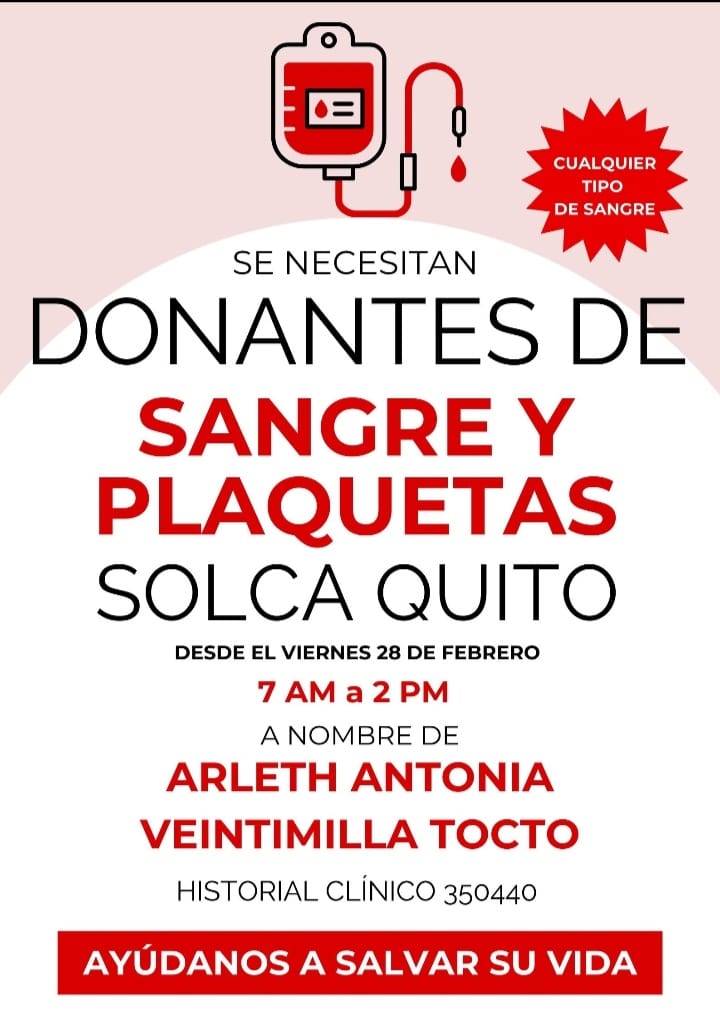 CUALQUIER
TIPO
DE SANGRE
SE NECESITAN
DONANTES DE
SANGRE Y
PLAQUETAS
SOLCA QUITO
DESDE EL VIERNES 28 DE FEBRERO
7 AM a 2 PM
A NOMBRE DE
ARLETH ANTONIA
VEINTIMILLA TOCTO
HISTORIAL CLÍNICO 350440
AYÚDANOS A SALVAR SU VIDA